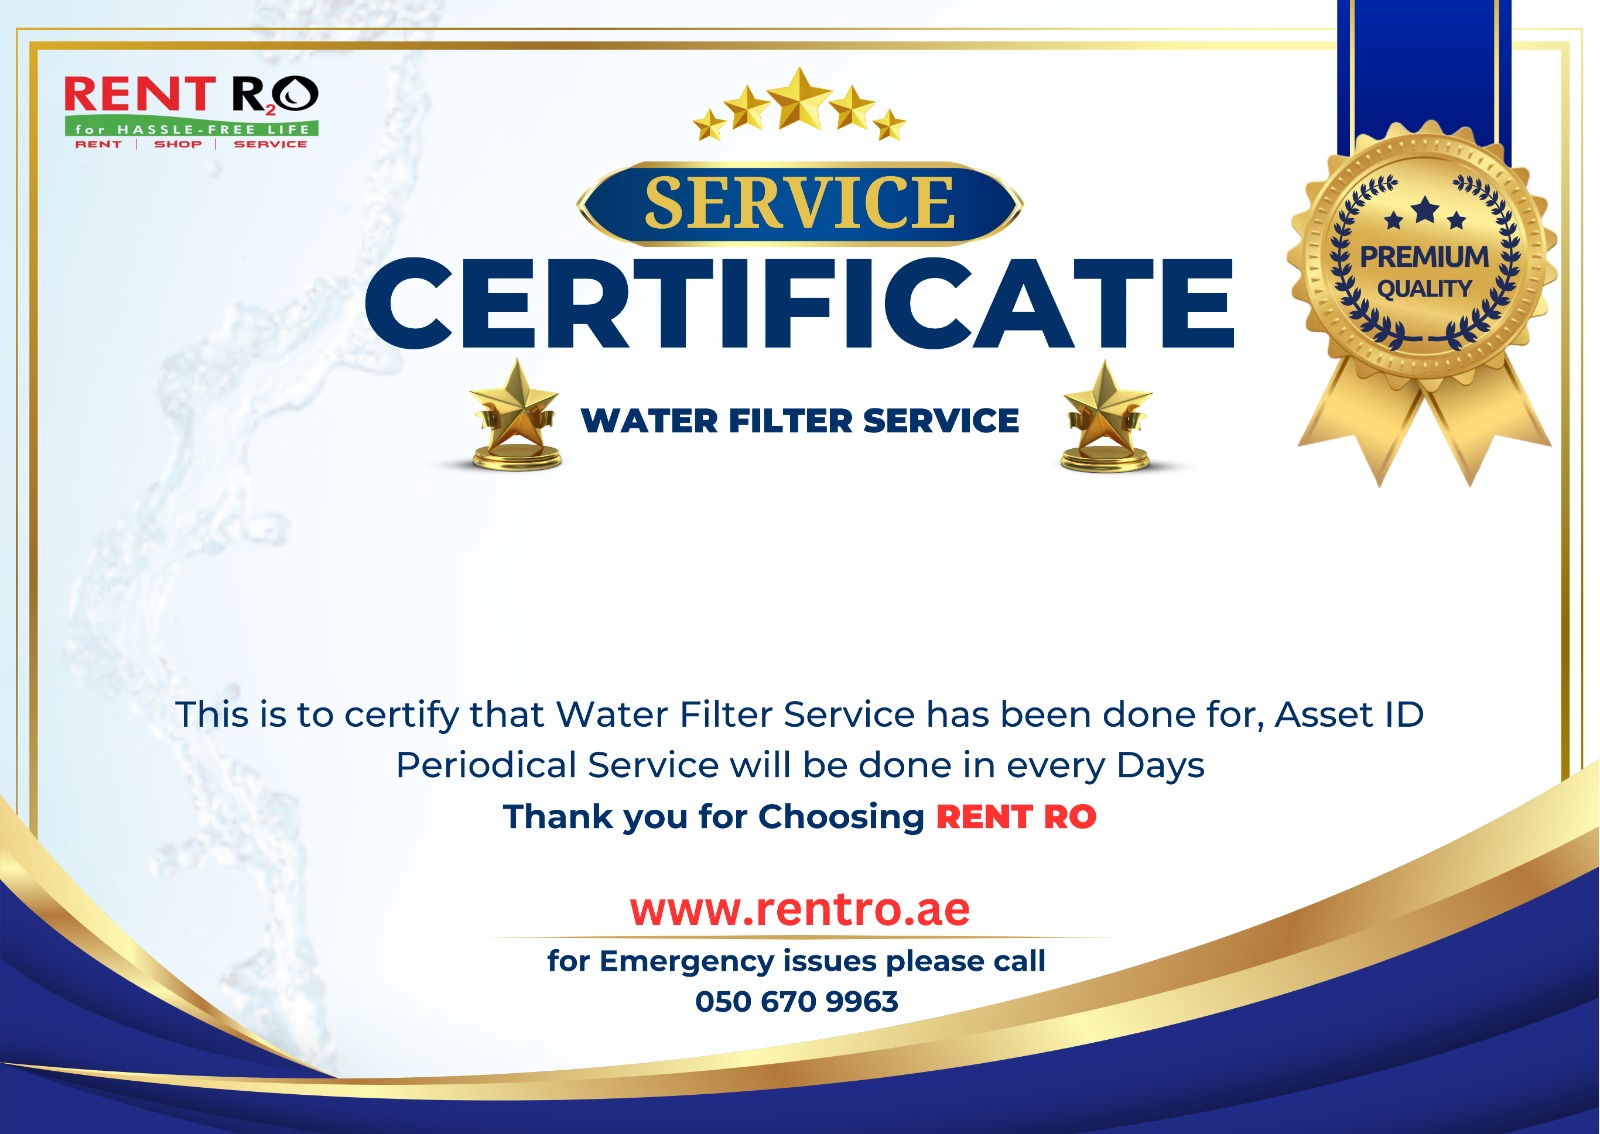 RENT R2O
for HASSLE-FREE LIFE
RENT | SHOP | SERVICE
SERVICE
CERTIFICATE
PREMIUM
QUALITY
WATER FILTER SERVICE
This is to certify that Water Filter Service has been done for, Asset ID
Periodical Service will be done in every Days
Thank you for Choosing RENT RO
www.rentro.ae
for Emergency issues please call
050 670 9963